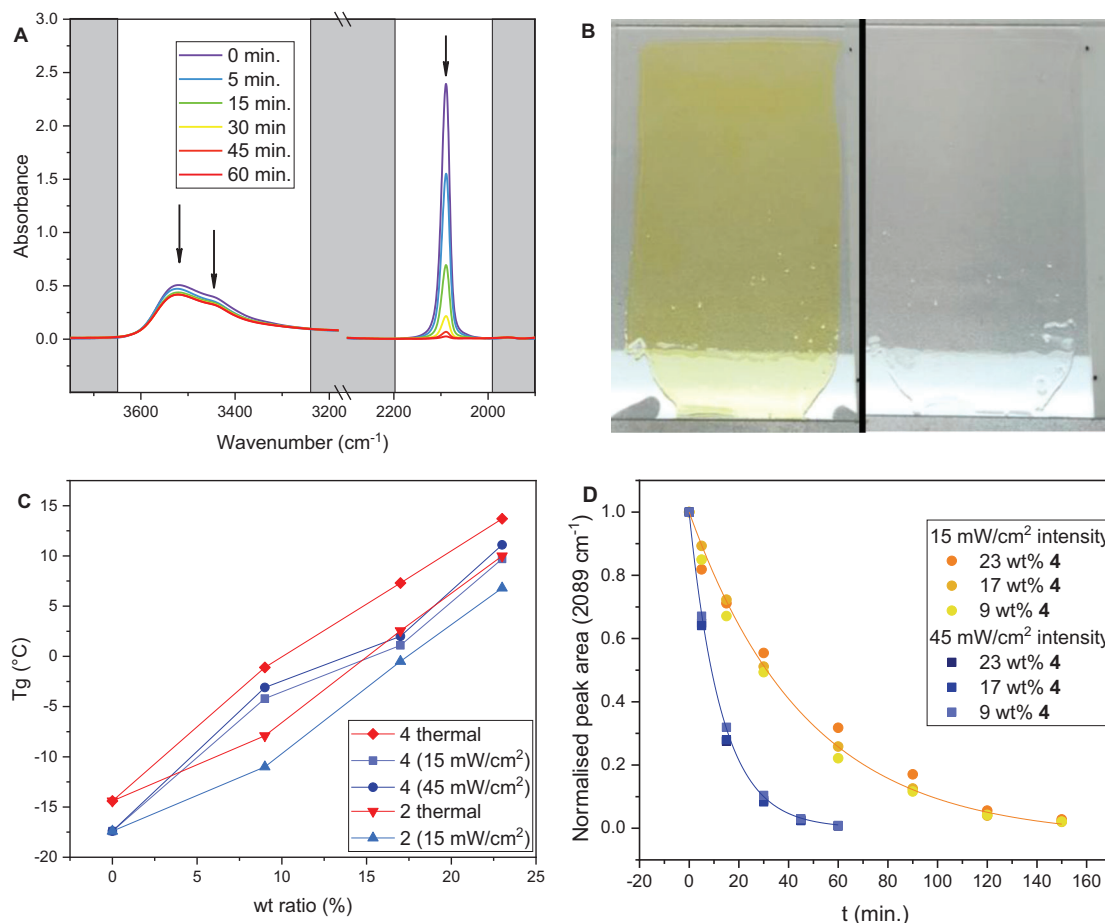 A
3.0
2.5
2.0
1.5
1.0
0.5
0.0
Absorbance
0 min.
5 min.
15 min.
30 min
45 min.
60 min.
3600
3400
3200
2200
2000
Wavenumber (cm⁻¹)
B
C
15
10
5
0
-5
-10
-15
-20
Tg (°C)
4 thermal
4 (15 mW/cm²)
4 (45 mW/cm²)
2 thermal
2 (15 mW/cm²)
0
5
10
15
20
25
wt ratio (%)
D
1.0
0.8
0.6
0.4
0.2
0.0
Normalised peak area (2089 cm⁻¹)
15 mW/cm² intensity
23 wt% 4
17 wt% 4
9 wt% 4
45 mW/cm² intensity
23 wt% 4
17 wt% 4
9 wt% 4
-20
0
20
40
60
80
100
120
140
160
t (min.)